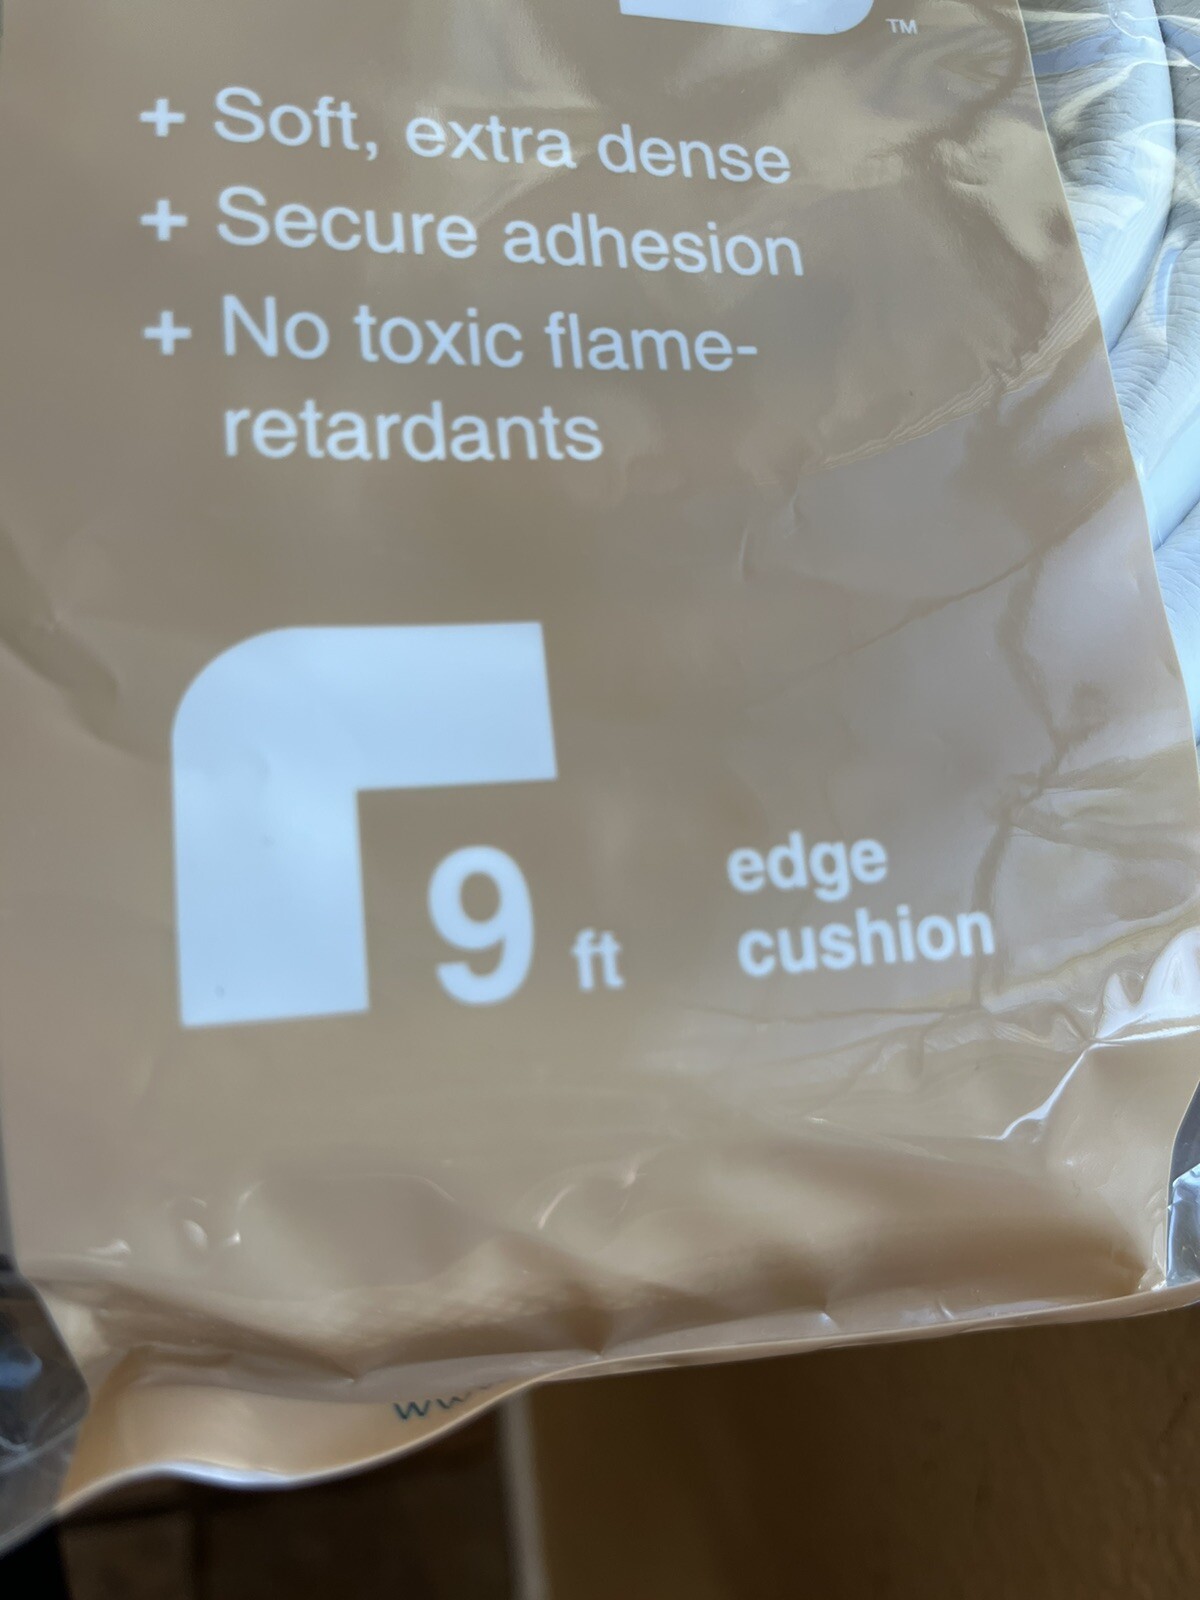 TM
+ Soft, extra dense
+ Secure adhesion
+ No toxic flame-
retardants
9 ft
edge
cushion